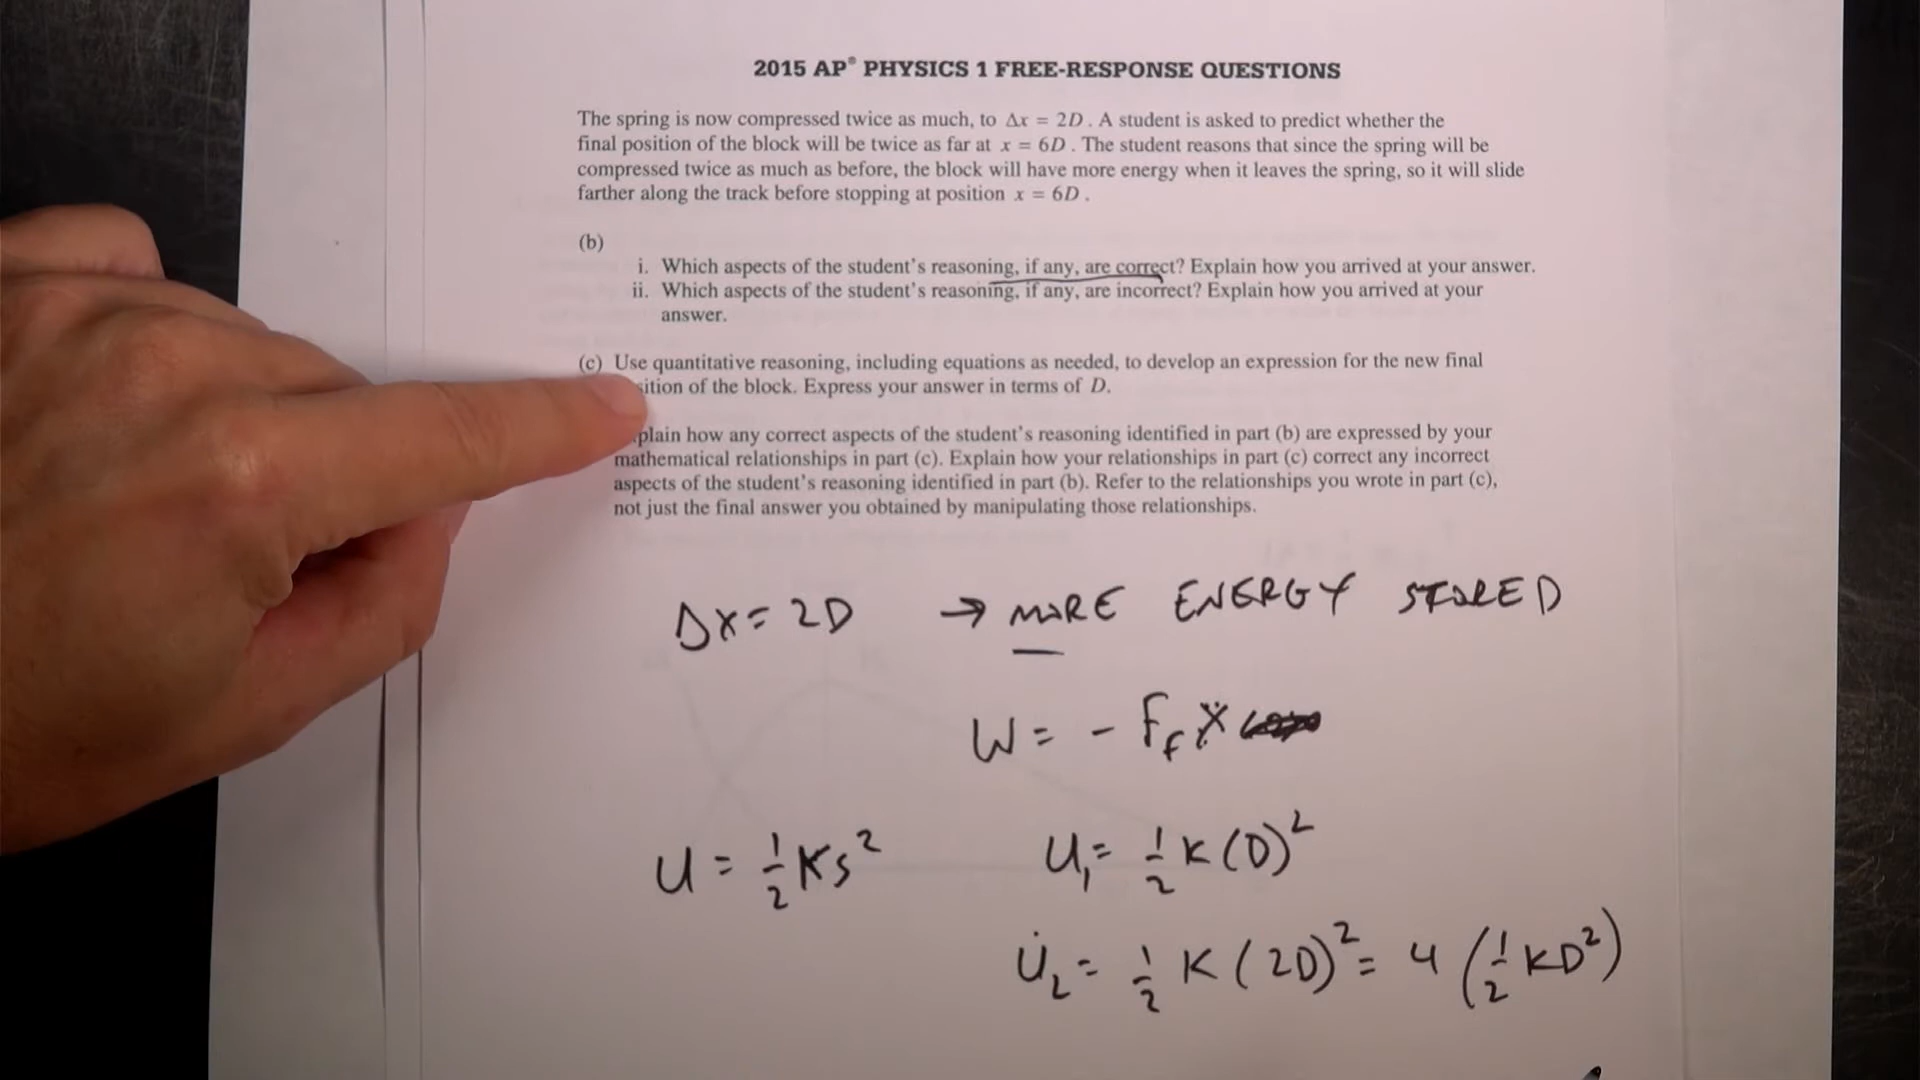 2015 AP® PHYSICS 1 FREE-RESPONSE QUESTIONS
The spring is now compressed twice as much, to Δx = 2D. A student is asked to predict whether the
final position of the block will be twice as far at x = 6D. The student reasons that since the spring will be
compressed twice as much as before, the block will have more energy when it leaves the spring, so it will slide
farther along the track before stopping at position x = 6D.
(b)
i. Which aspects of the student's reasoning, if any, are correct? Explain how you arrived at your answer.
ii. Which aspects of the student's reasoning, if any, are incorrect? Explain how you arrived at your
answer.
(c) Use quantitative reasoning, including equations as needed, to develop an expression for the new final
ition of the block. Express your answer in terms of D.
plain how any correct aspects of the student's reasoning identified in part (b) are expressed by your
mathematical relationships in part (c). Explain how your relationships in part (c) correct any incorrect
aspects of the student's reasoning identified in part (b). Refer to the relationships you wrote in part (c),
not just the final answer you obtained by manipulating those relationships.
Δx = 2D → MORE ENERGY STORED
W = - F_f x
U = 1/2 Ks² U₁ = 1/2 K (D)²
U₂ = 1/2 K (2D)² = 4 (1/2 KD²)